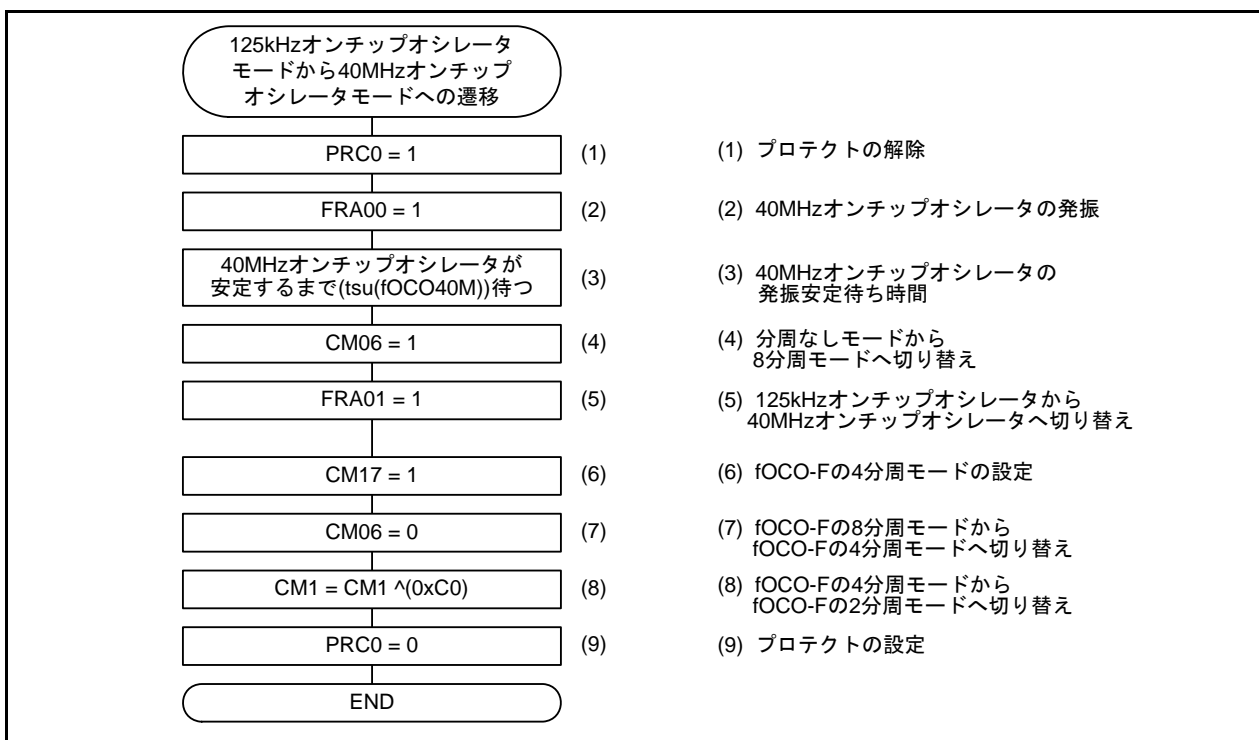 125kHzオンチップオシレータ
モードから40MHzオンチップ
オシレータモードへの遷移
PRC0 = 1
(1)
(1) プロテクトの解除
FRA00 = 1
(2)
(2) 40MHzオンチップオシレータの発振
40MHzオンチップオシレータが
安定するまで(tsu(fOCO40M))待つ
(3)
(3) 40MHzオンチップオシレータの
発振安定待ち時間
CM06 = 1
(4)
(4) 分周なしモードから
8分周モードへ切り替え
FRA01 = 1
(5)
(5) 125kHzオンチップオシレータから
40MHzオンチップオシレータへ切り替え
CM17 = 1
(6)
(6) fOCO-Fの4分周モードの設定
CM06 = 0
(7)
(7) fOCO-Fの8分周モードから
fOCO-Fの4分周モードへ切り替え
CM1 = CM1 ^(0xC0)
(8)
(8) fOCO-Fの4分周モードから
fOCO-Fの2分周モードへ切り替え
PRC0 = 0
(9)
(9) プロテクトの設定
END